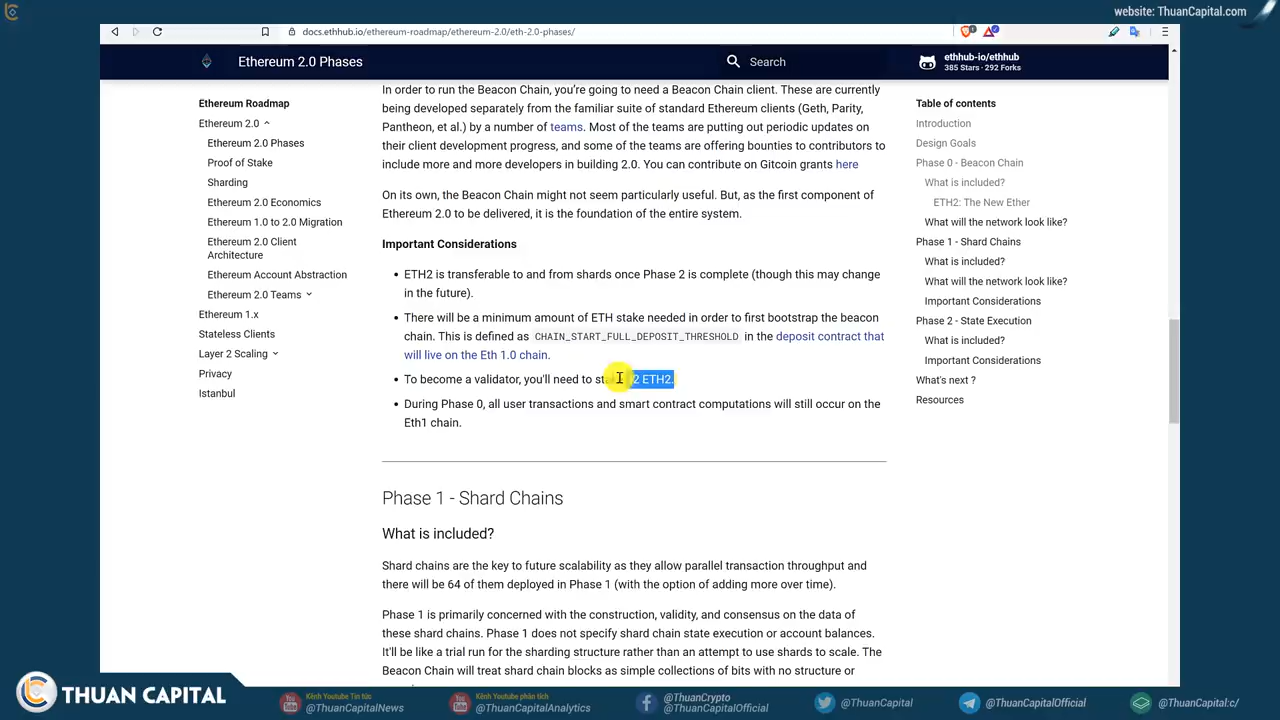 website: ThuanCapital.com
docs.ethhub.io/ethereum-roadmap/ethereum-2.0/eth-2.0-phases/
Ethereum 2.0 Phases
Search
ethhub-io/ethhub
385 Stars · 292 Forks
Ethereum Roadmap
Ethereum 2.0
Ethereum 2.0 Phases
Proof of Stake
Sharding
Ethereum 2.0 Economics
Ethereum 1.0 to 2.0 Migration
Ethereum 2.0 Client
Architecture
Ethereum Account Abstraction
Ethereum 2.0 Teams
Ethereum 1.x
Stateless Clients
Layer 2 Scaling
Privacy
Istanbul
In order to run the Beacon Chain, you're going to need a Beacon Chain client. These are currently
being developed separately from the familiar suite of standard Ethereum clients (Geth, Parity,
Pantheon, et al.) by a number of teams. Most of the teams are putting out periodic updates on
their client development progress, and some of the teams are offering bounties to contributors to
include more and more developers in building 2.0. You can contribute on Gitcoin grants here
On its own, the Beacon Chain might not seem particularly useful. But, as the first component of
Ethereum 2.0 to be delivered, it is the foundation of the entire system.
Important Considerations
• ETH2 is transferable to and from shards once Phase 2 is complete (though this may change
in the future).
• There will be a minimum amount of ETH stake needed in order to first bootstrap the beacon
chain. This is defined as CHAIN_START_FULL_DEPOSIT_THRESHOLD in the deposit contract that
will live on the Eth 1.0 chain.
• To become a validator, you'll need to 2 ETH2.
• During Phase 0, all user transactions and smart contract computations will still occur on the
Eth1 chain.
Phase 1 - Shard Chains
What is included?
Shard chains are the key to future scalability as they allow parallel transaction throughput and
there will be 64 of them deployed in Phase 1 (with the option of adding more over time).
Phase 1 is primarily concerned with the construction, validity, and consensus on the data of
these shard chains. Phase 1 does not specify shard chain state execution or account balances.
It'll be like a trial run for the sharding structure rather than an attempt to use shards to scale. The
Beacon Chain will treat shard chain blocks as simple collections of bits with no structure or
Table of contents
Introduction
Design Goals
Phase 0 - Beacon Chain
What is included?
ETH2: The New Ether
What will the network look like?
Phase 1 - Shard Chains
What is included?
What will the network look like?
Important Considerations
Phase 2 - State Execution
What is included?
Important Considerations
What's next ?
Resources
THUAN CAPITAL
Kênh Youtube Tin tức
@ThuanCapitalNews
Kênh Youtube phân tích
@ThuanCapitalAnalytics
@ThuanCrypto
@ThuanCapitalOfficial
@ThuanCapital
@ThuanCapitalOfficial
@ThuanCapital:c/